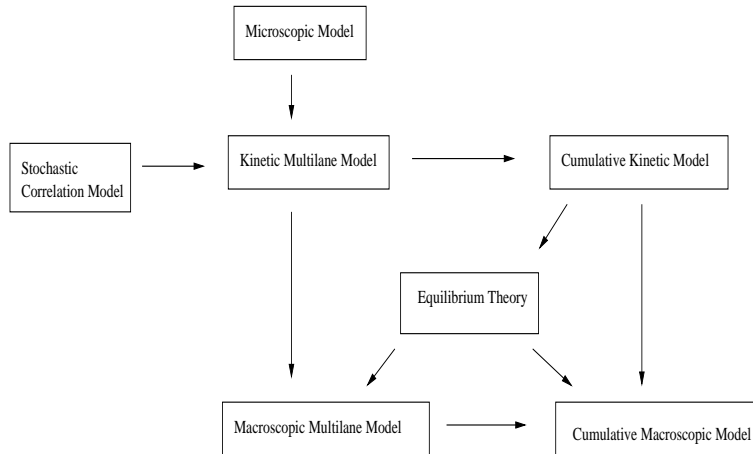 Microscopic Model
Kinetic Multilane Model
Cumulative Kinetic Model
Stochastic
Correlation Model
Equilibrium Theory
Macroscopic Multilane Model
Cumulative Macroscopic Model